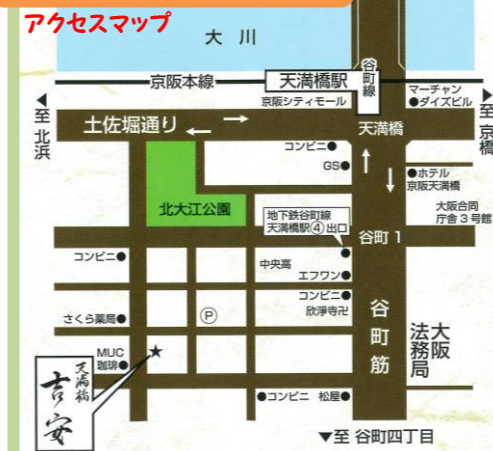 アクセスマップ
大川
京阪本線
天満橋駅
谷町線
京阪シティモール
マーチャン
●ダイズビル
至北浜
土佐堀通り
天満橋
至京橋
コンビニ●
GS●
●ホテル
京阪天満橋
北大江公園
地下鉄谷町線
天満橋駅④出口
大阪合同
庁舎3号館
谷町1
コンビニ●
中央高
エフワン●
コンビニ●
欣浄寺卍
さくら薬局●
P
谷町筋
大阪
法務局
MUC
珈琲●
★
天満橋
吉安
●コンビニ
松屋●
▼至 谷町四丁目